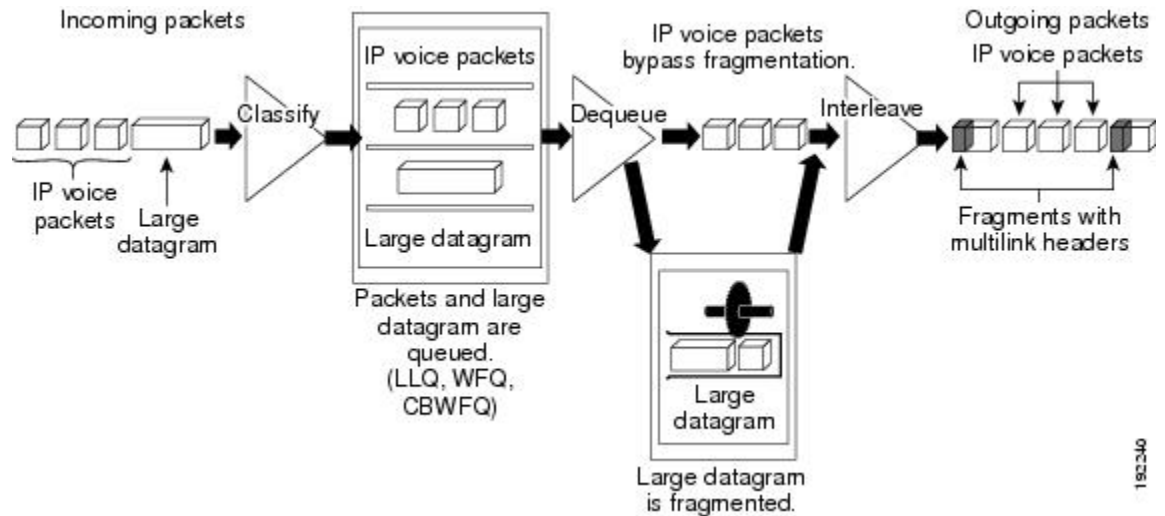 Incoming packets
IP voice packets
Large datagram
Classify
IP voice packets
Large datagram
Packets and large
datagram are
queued.
(LLQ, WFQ,
CBWFQ)
Dequeue
IP voice packets
bypass fragmentation.
Large
datagram
Large datagram
is fragmented.
Interleave
Outgoing packets
IP voice packets
Fragments with
multilink headers
192240